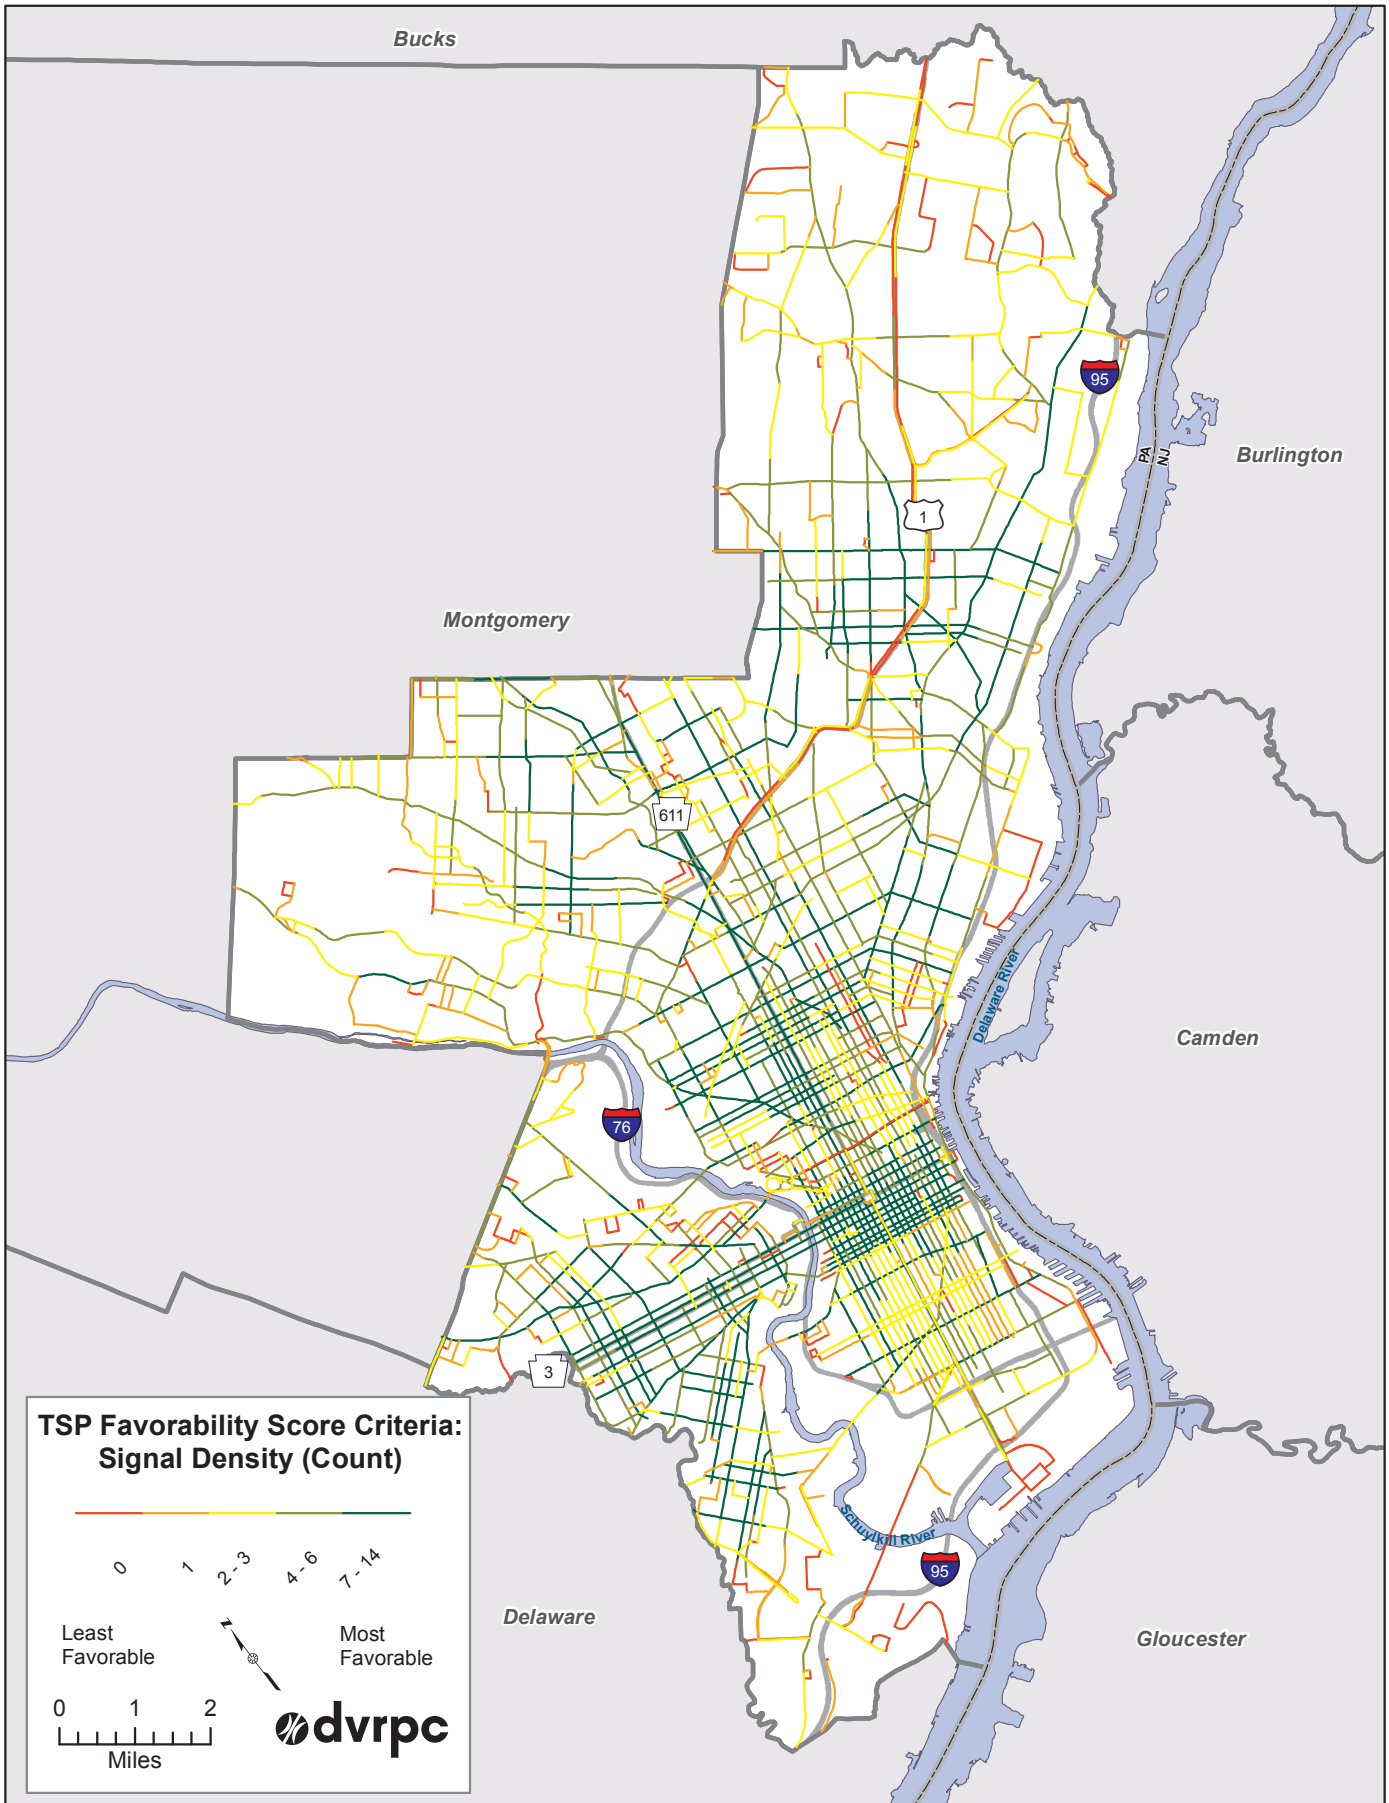 Bucks
95
PA
NJ
Burlington
1
Montgomery
611
Delaware River
Camden
76
3
TSP Favorability Score Criteria:
Signal Density (Count)
0
1
2 - 3
4 - 6
7 - 14
Least
Favorable
N
Most
Favorable
0 1 2
Miles
dvrpc
Schuylkill River
95
Delaware
Gloucester